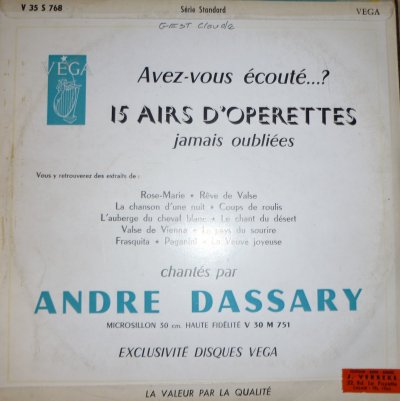 V 35 S 768
Série Standard
VEGA
GEST Claude
VEGA
Avez-vous écouté...?
15 AIRS D'OPERETTES
jamais oubliées
Vous y retrouverez des extraits de :
Rose-Marie • Rêve de Valse
La chanson d'une nuit • Coups de roulis
L'auberge du cheval blanc • Le chant du désert
Valse de Vienne • Le pays du sourire
Frasquita • Paganini • La Veuve joyeuse
chantés par
ANDRE DASSARY
MICROSILLON 30 cm. HAUTE FIDÉLITÉ V 30 M 751
EXCLUSIVITÉ DISQUES VEGA
LA VALEUR PAR LA QUALITÉ